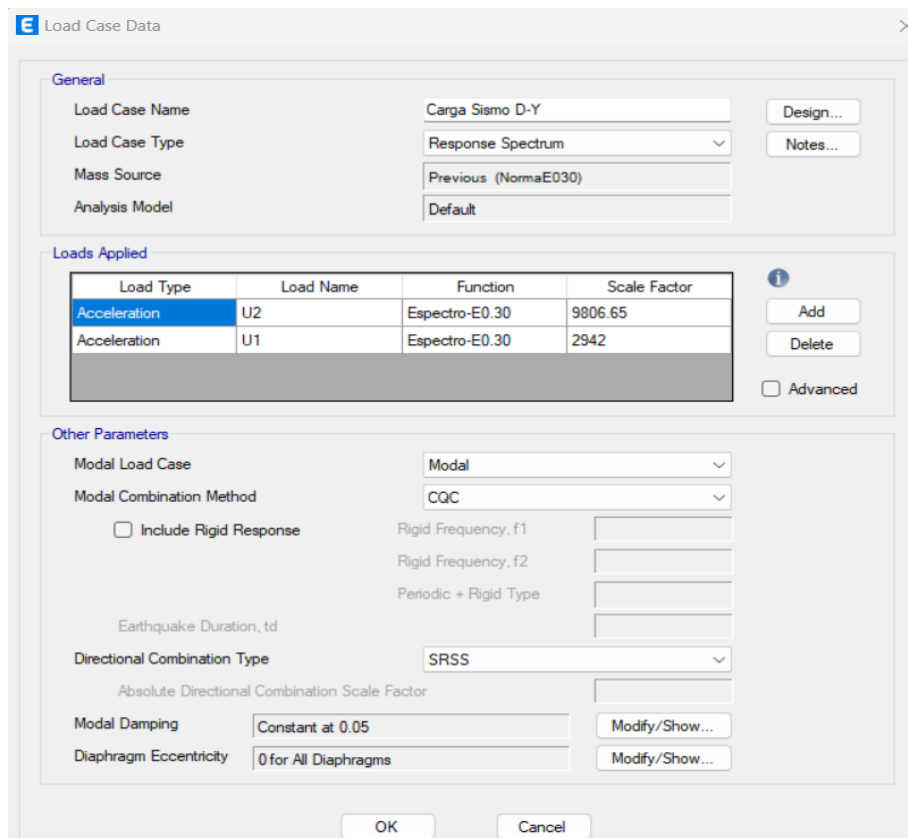 E Load Case Data
General
Load Case Name Carga Sismo D-Y Design...
Load Case Type Response Spectrum Notes...
Mass Source Previous (NormaE030)
Analysis Model Default
Loads Applied
Load Type Load Name Function Scale Factor
Acceleration U2 Espectro-E0.30 9806.65 Add
Acceleration U1 Espectro-E0.30 2942 Delete
Advanced
Other Parameters
Modal Load Case Modal
Modal Combination Method CQC
Include Rigid Response Rigid Frequency, f1
Rigid Frequency, f2
Periodic + Rigid Type
Earthquake Duration, td
Directional Combination Type SRSS
Absolute Directional Combination Scale Factor
Modal Damping Constant at 0.05 Modify/Show...
Diaphragm Eccentricity 0 for All Diaphragms Modify/Show...
OK Cancel